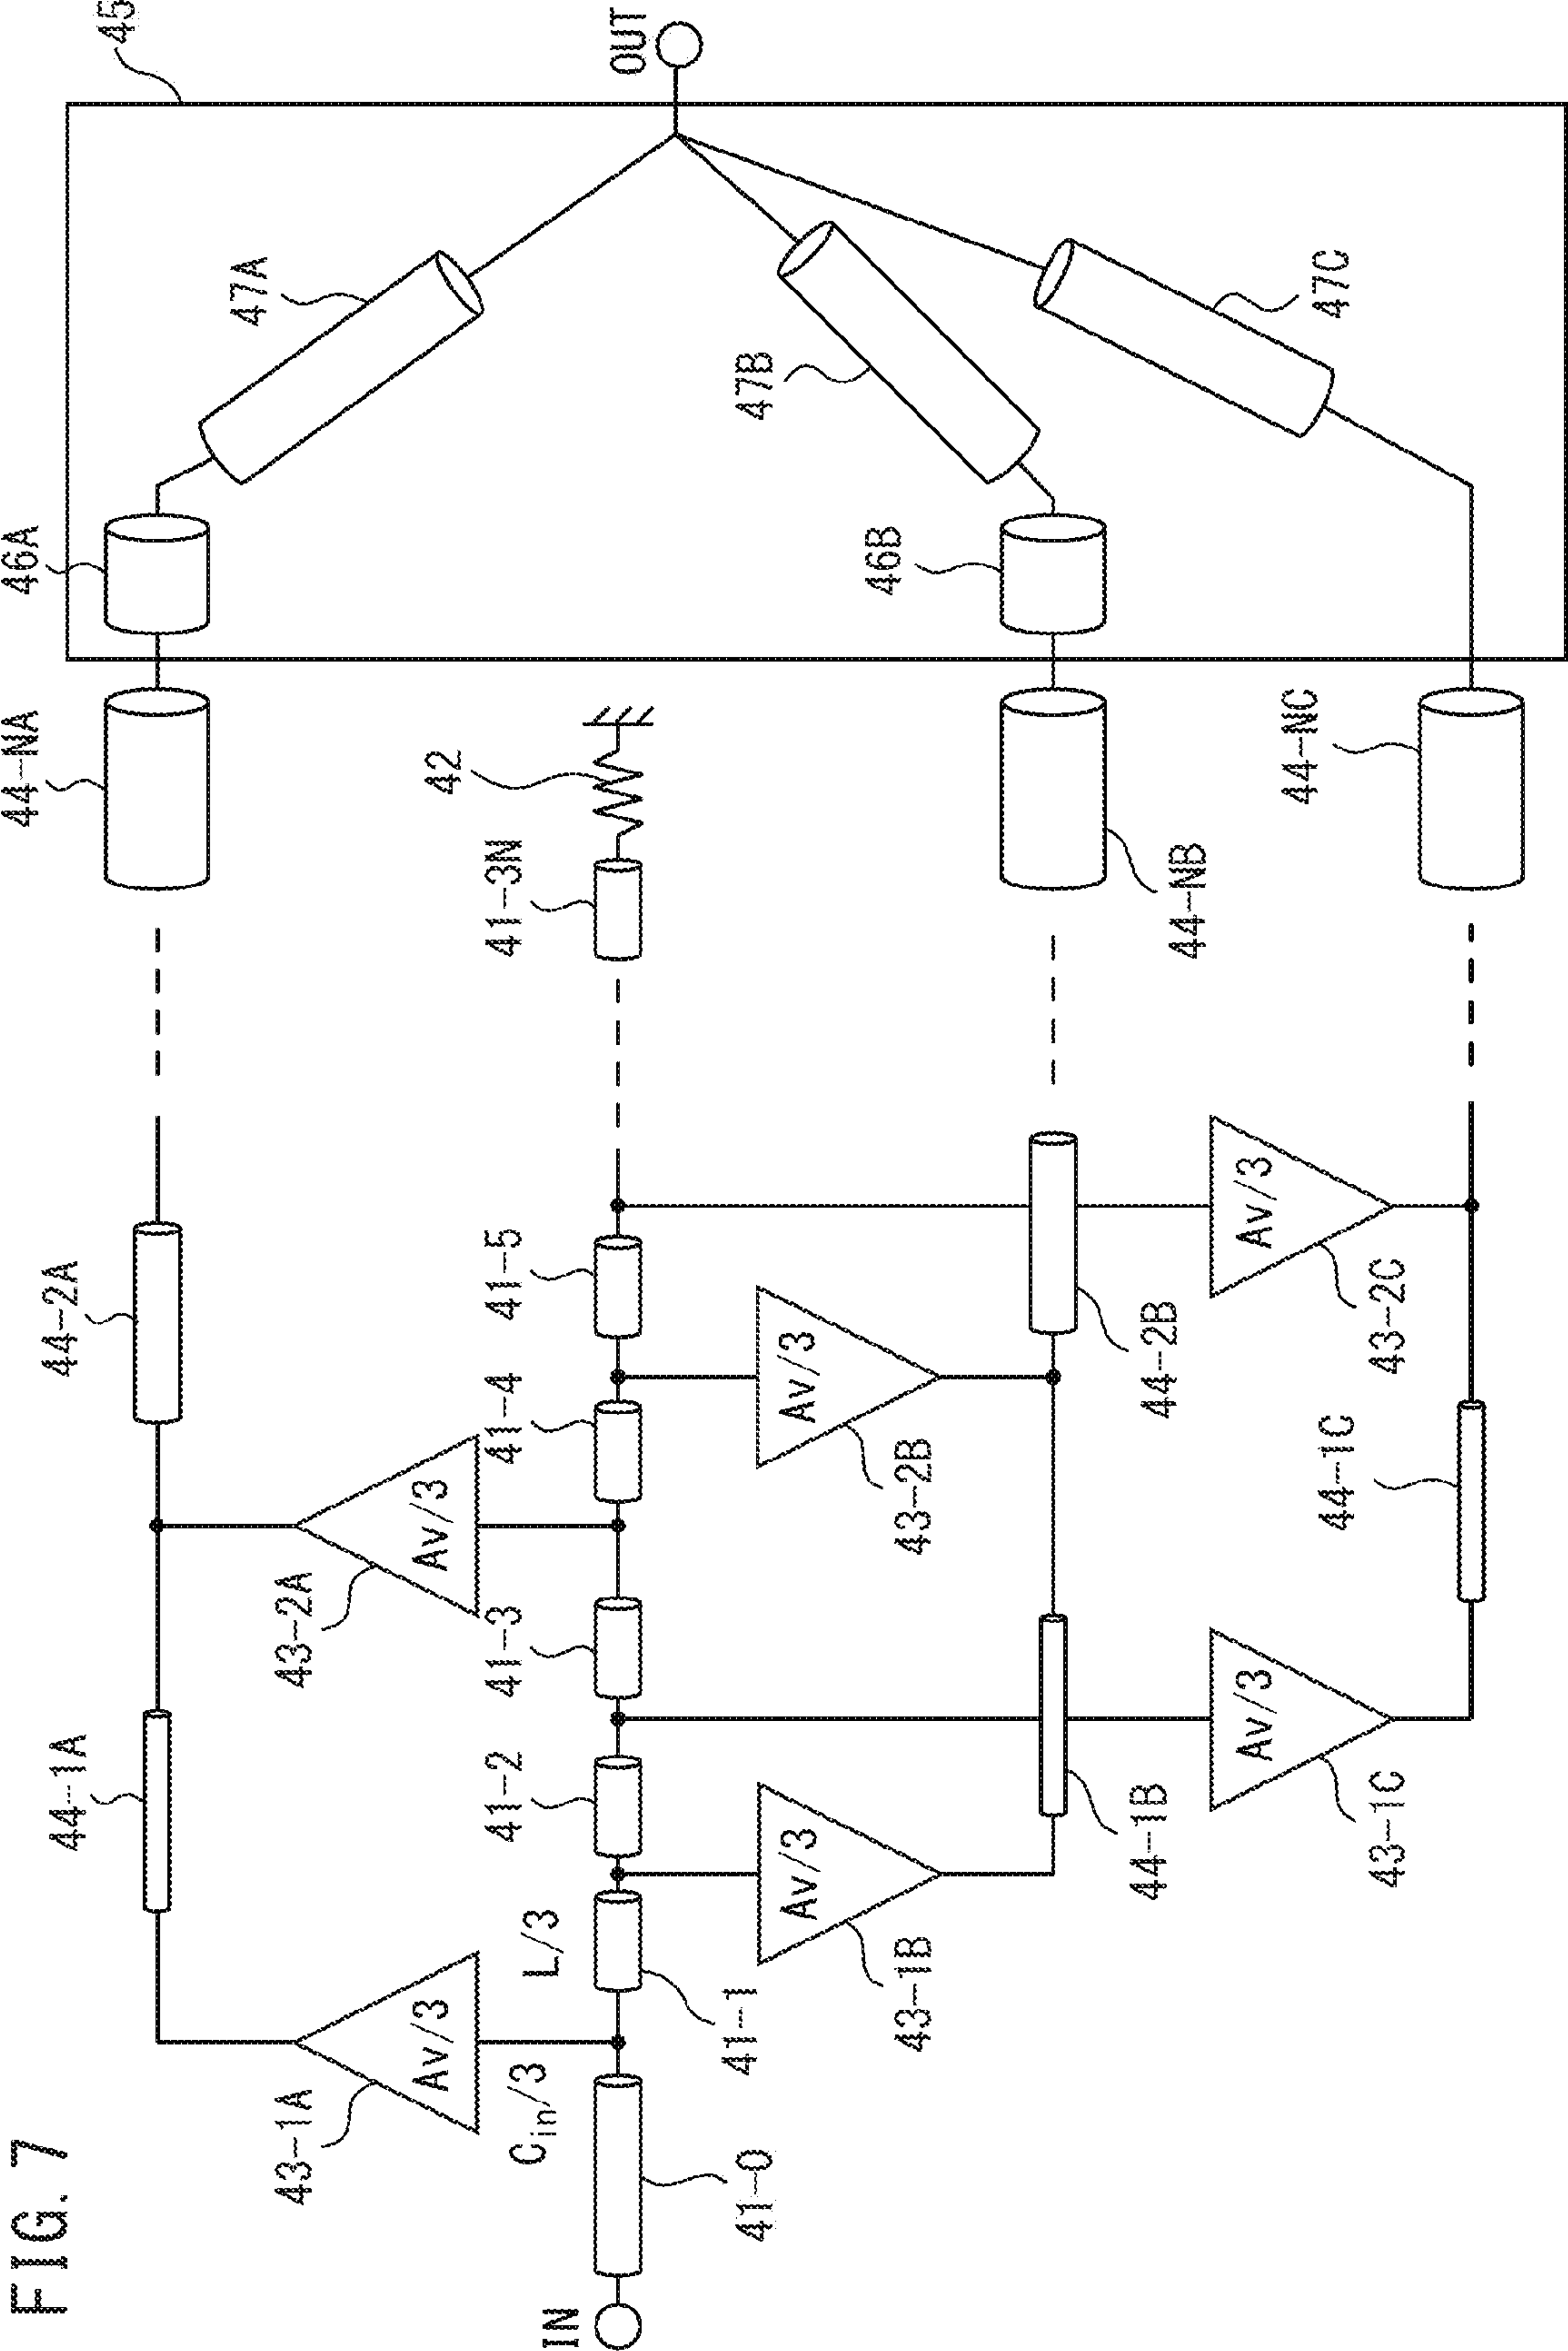 FIG. 7
45
OUT
47A
47B
47C
46A
46B
44-NA
42
41-3N
44-NB
44-NC
44-2A
41-5
Av/3
43-2C
44-2B
41-4
Av/3
43-2B
44-1C
Av/3
43-2A
41-3
44-1A
41-2
Av/3
43-1C
44-1B
L/3
Av/3
43-1B
41-1
Av/3
43-1A
Cin/3
41-0
IN